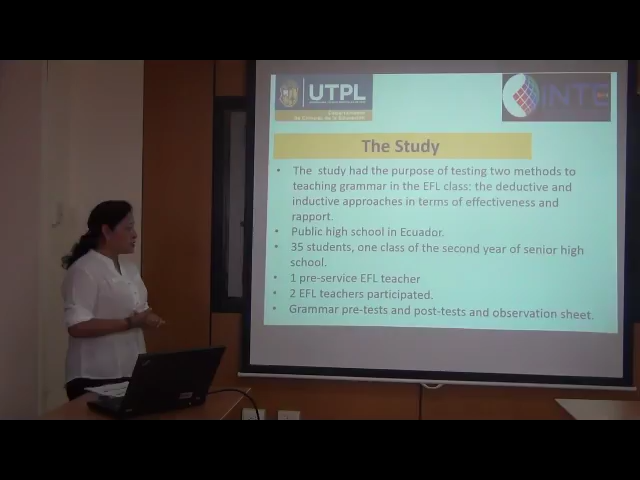 UTPL
INTE
The Study
• The study had the purpose of testing two methods to
teaching grammar in the EFL class: the deductive and
inductive approaches in terms of effectiveness and
rapport.
• Public high school in Ecuador.
• 35 students, one class of the second year of senior high
school.
• 1 pre-service EFL teacher
• 2 EFL teachers participated.
• Grammar pre-tests and post-tests and observation sheet.